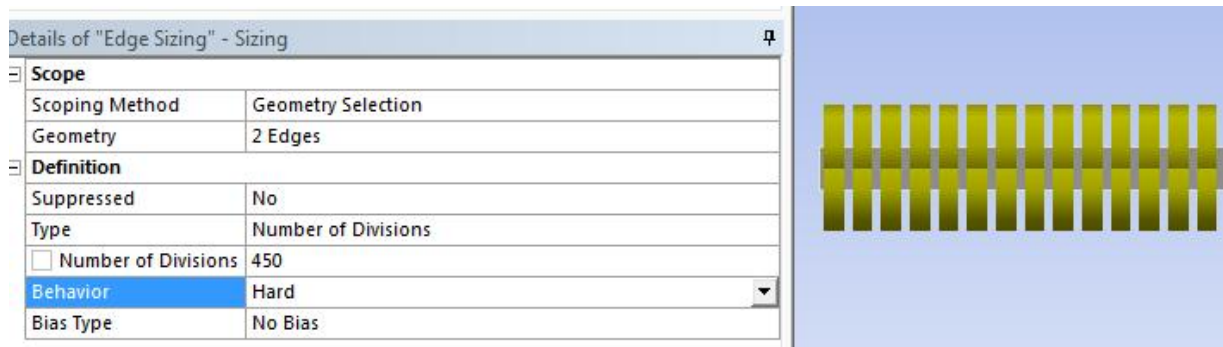 Details of "Edge Sizing" - Sizing
Scope
Scoping Method Geometry Selection
Geometry 2 Edges
Definition
Suppressed No
Type Number of Divisions
Number of Divisions 450
Behavior Hard
Bias Type No Bias